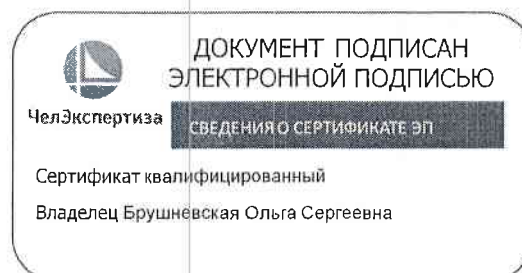 ДОКУМЕНТ ПОДПИСАН
ЭЛЕКТРОННОЙ ПОДПИСЬЮ
ЧелЭкспертиза
СВЕДЕНИЯ О СЕРТИФИКАТЕ ЭП
Сертификат квалифицированный
Владелец Брушневская Ольга Сергеевна